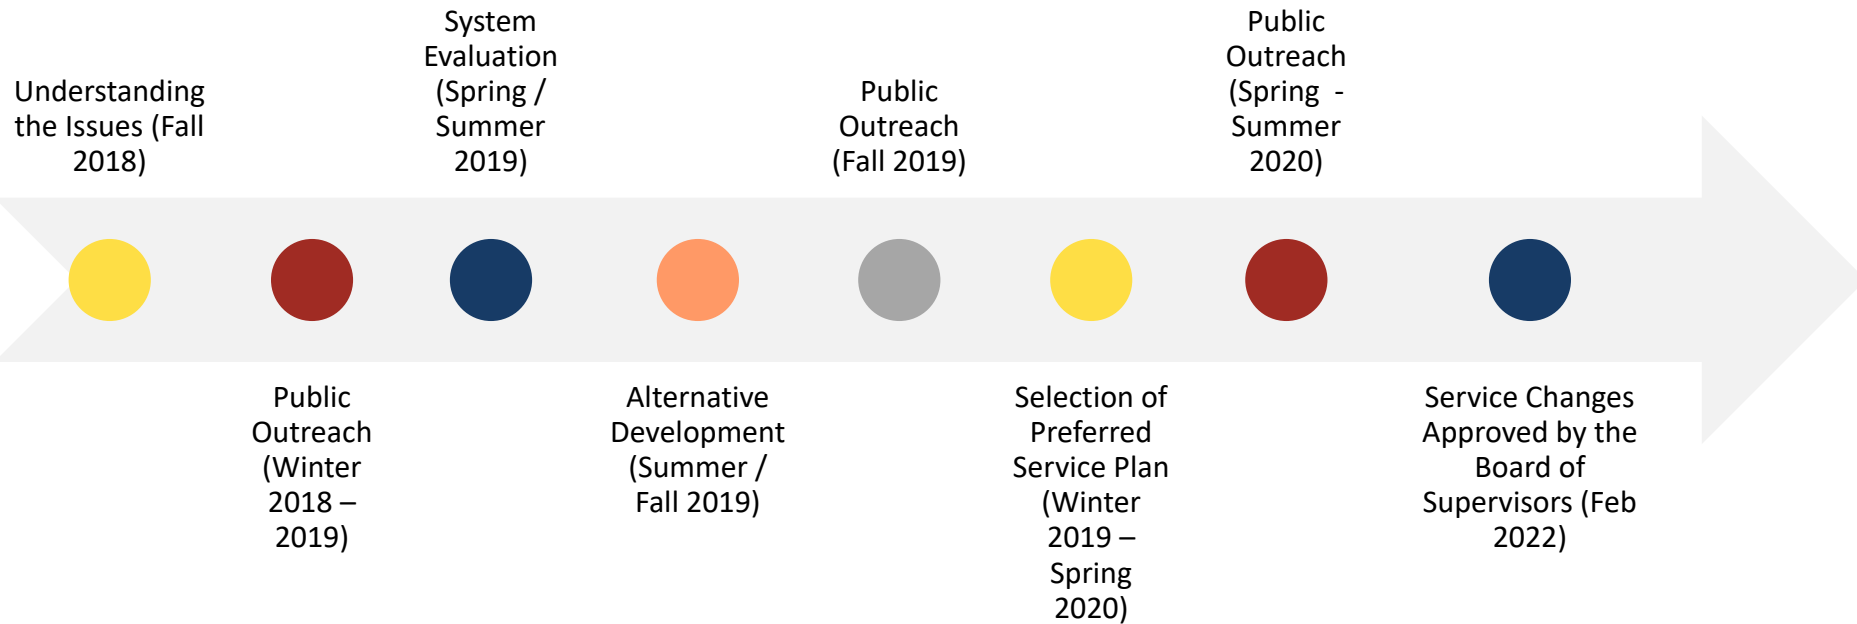 Understanding
the Issues (Fall
2018)
Public
Outreach
(Winter
2018 –
2019)
System
Evaluation
(Spring /
Summer
2019)
Alternative
Development
(Summer /
Fall 2019)
Public
Outreach
(Fall 2019)
Selection of
Preferred
Service Plan
(Winter
2019 –
Spring
2020)
Public
Outreach
(Spring  -
Summer
2020)
Service Changes
Approved by the
Board of
Supervisors (Feb
2022)